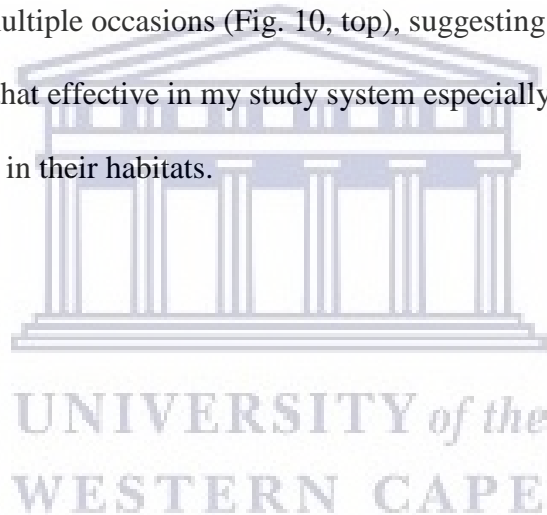 ultiple occasions (Fig. 10, top), suggesting
hat effective in my study system especially
in their habitats.
UNIVERSITY of the
WESTERN CAPE